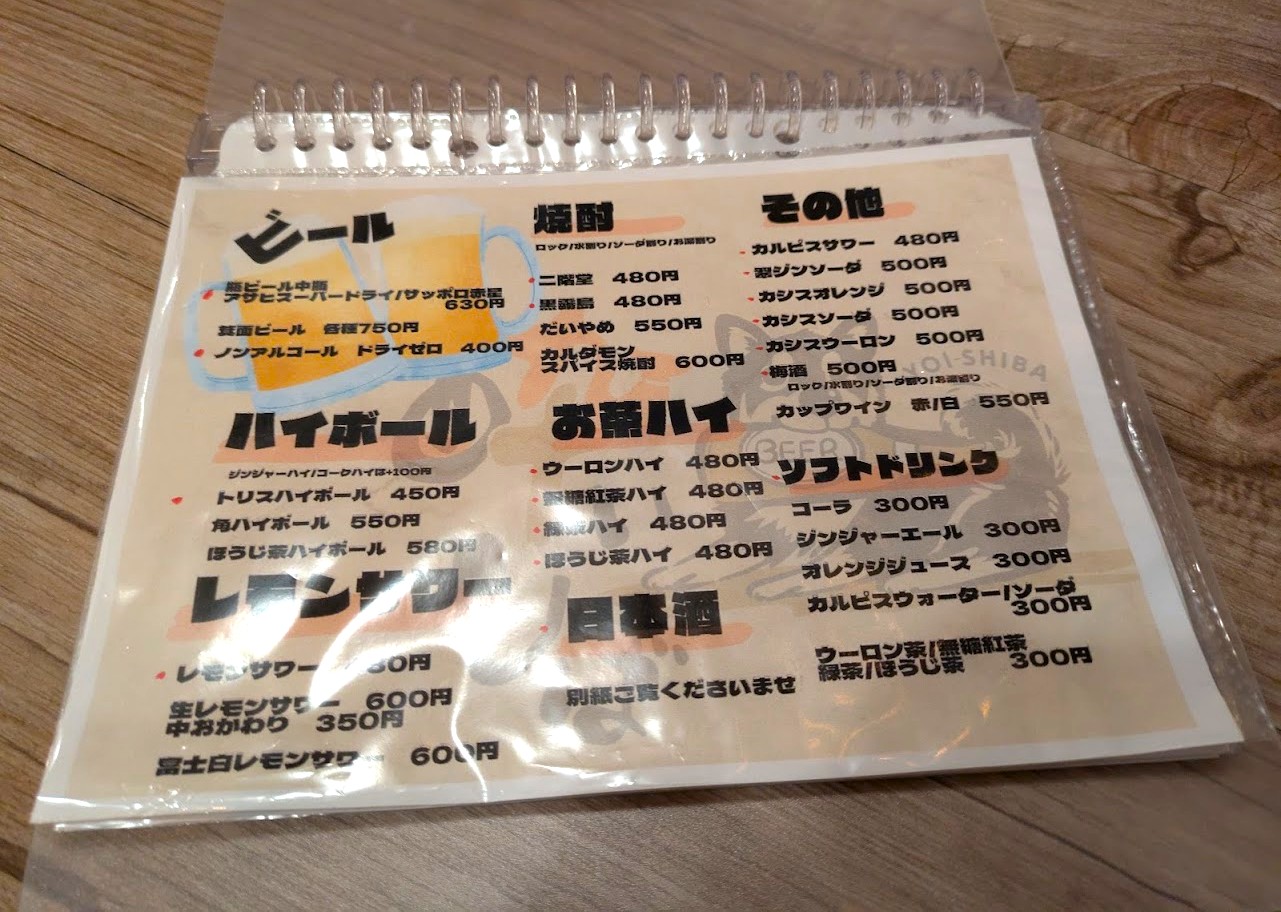 ビール
瓶ビール中瓶
アサヒスーパードライ/サッポロ赤星
630円
箕面ビール 各種750円
ノンアルコール ドライゼロ 400円
ハイボール
ジンジャーハイ/コークハイは+100円
トリスハイボール 450円
角ハイボール 550円
ほうじ茶ハイボール 580円
レモンサワー
レモンサワー 80円
生レモンサワー 600円
中おかわり 350円
富士白レモンサワー 600円
焼酎
ロック/水割り/ソーダ割り/お湯割り
二階堂 480円
黒霧島 480円
だいやめ 550円
カルダモン
スパイス焼酎 600円
お茶ハイ
ウーロンハイ 480円
無糖紅茶ハイ 480円
緑茶ハイ 480円
ほうじ茶ハイ 480円
日本酒
別紙ご覧くださいませ
その他
カルピスサワー 480円
翠ジンソーダ 500円
カシスオレンジ 500円
カシスソーダ 500円
カシスウーロン 500円
梅酒 500円
ロック/水割り/ソーダ割り/お湯割り
カップワイン 赤/白 550円
KOI-SHIBA
BEER
ソフトドリンク
コーラ 300円
ジンジャーエール 300円
オレンジジュース 300円
カルピスウォーター/ソーダ
300円
ウーロン茶/無糖紅茶
緑茶/ほうじ茶 300円